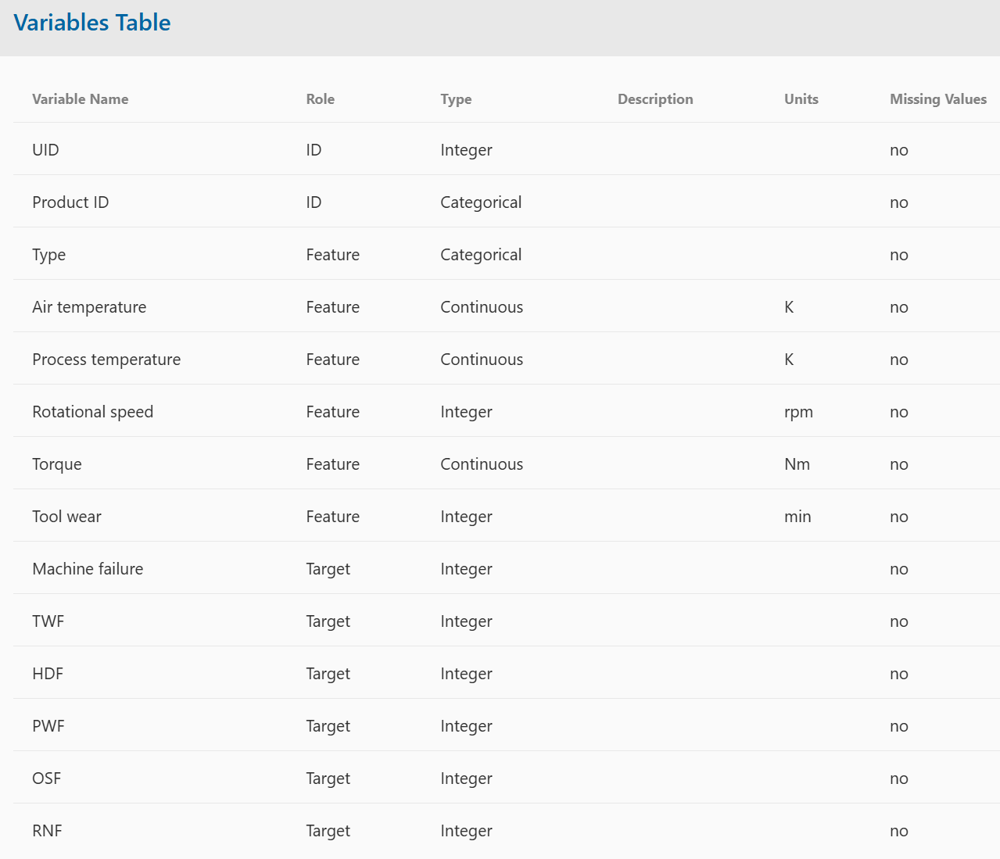 Variables Table
Variable Name Role Type Description Units Missing Values
UID ID Integer no
Product ID ID Categorical no
Type Feature Categorical no
Air temperature Feature Continuous K no
Process temperature Feature Continuous K no
Rotational speed Feature Integer rpm no
Torque Feature Continuous Nm no
Tool wear Feature Integer min no
Machine failure Target Integer no
TWF Target Integer no
HDF Target Integer no
PWF Target Integer no
OSF Target Integer no
RNF Target Integer no